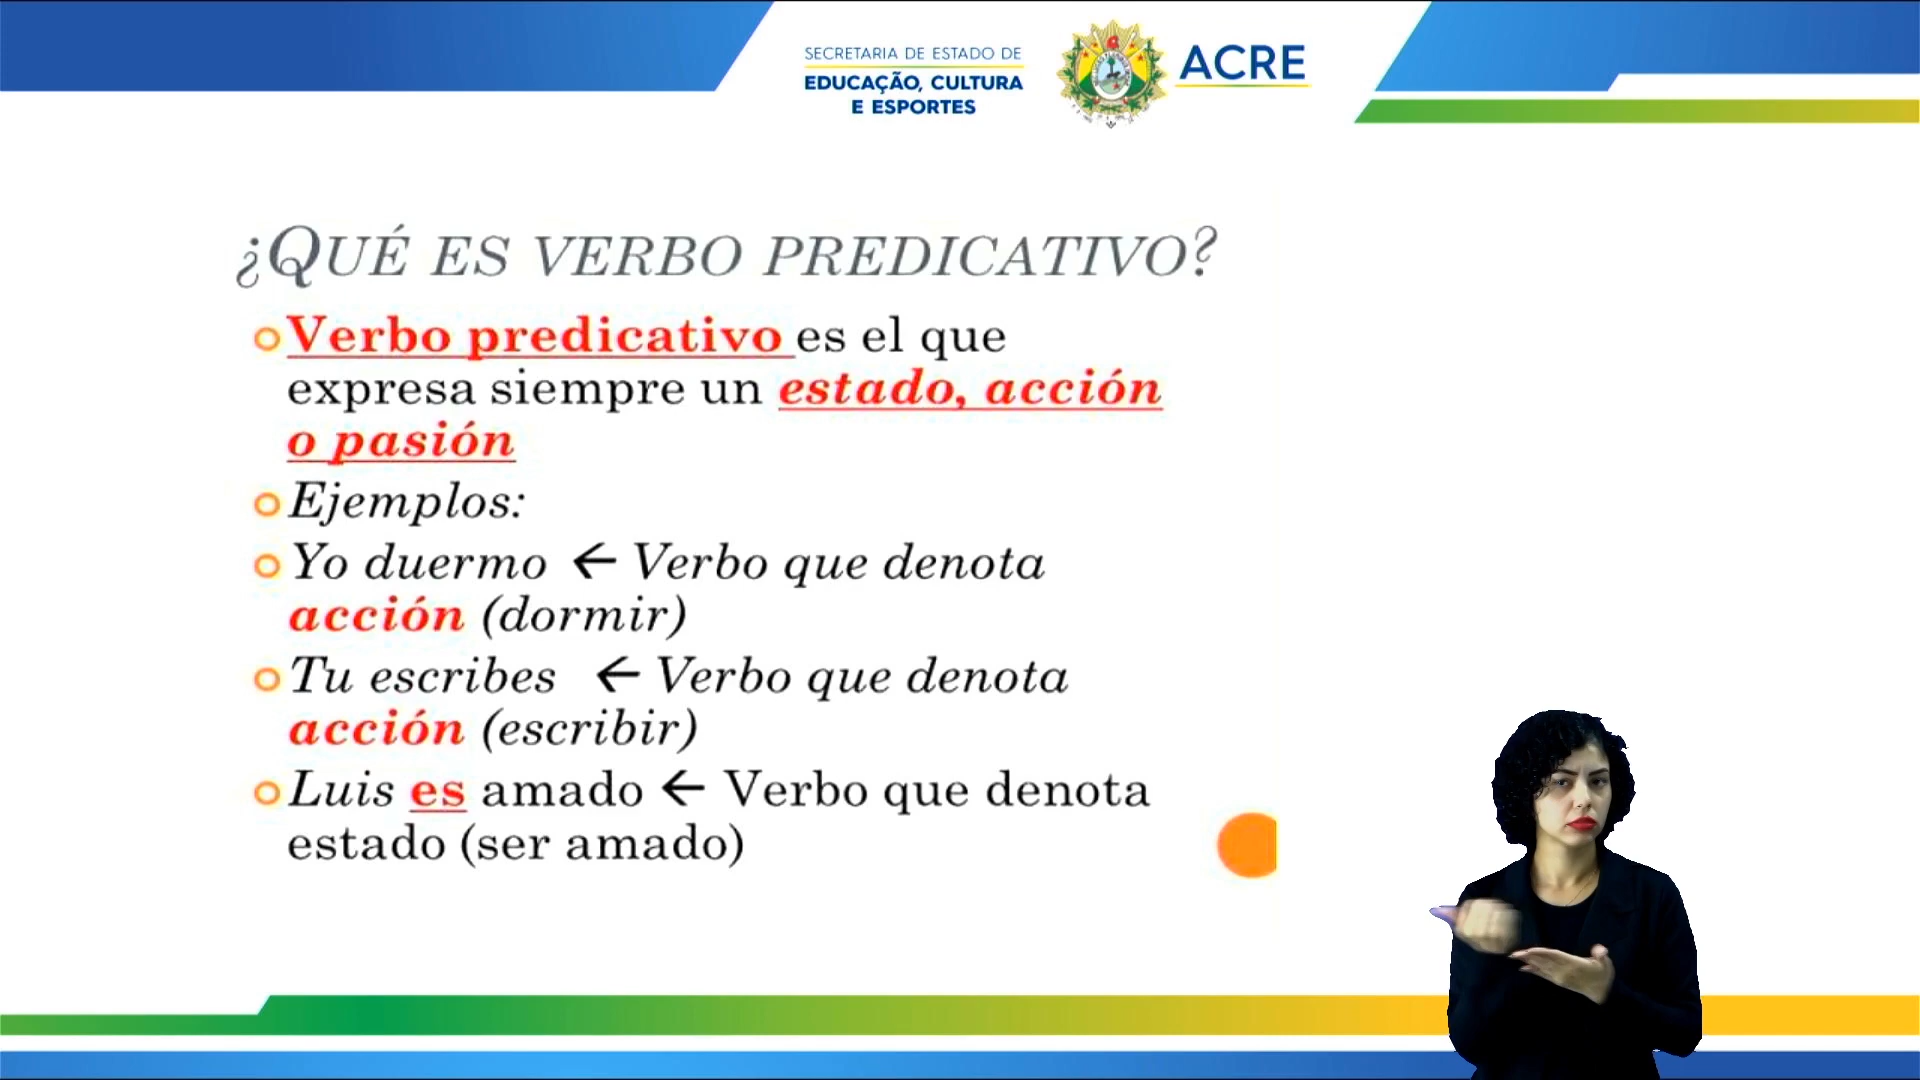 SECRETARIA DE ESTADO DE
EDUCAÇÃO, CULTURA
E ESPORTES
ACRE
¿QUÉ ES VERBO PREDICATIVO?
Verbo predicativo es el que
expresa siempre un estado, acción
o pasión
Ejemplos:
Yo duermo ← Verbo que denota
acción (dormir)
Tu escribes ← Verbo que denota
acción (escribir)
Luis es amado ← Verbo que denota
estado (ser amado)